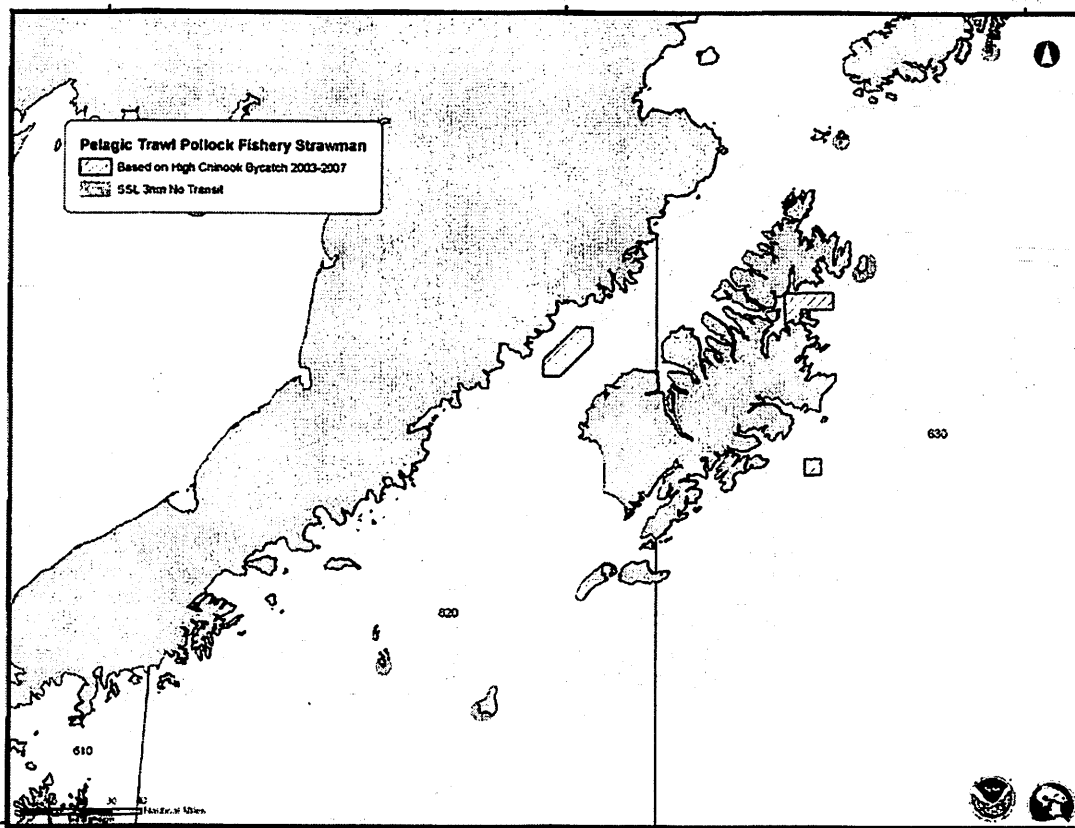 Pelagic Trawl Pollock Fishery Strawman
Based on High Chinook Bycatch 2003-2007
SSL 3nm No Transit
630
620
610
30
Nautical Miles